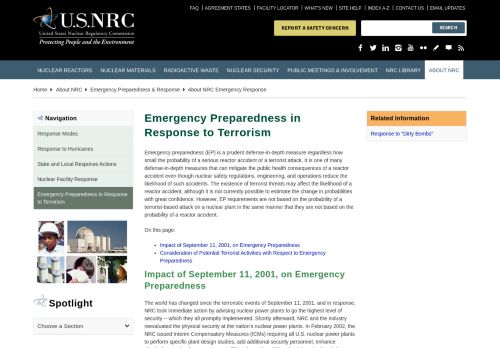 FAQ | AGREEMENT STATES | FACILITY LOCATOR | WHAT'S NEW | SITE HELP | INDEX A-Z | CONTACT US | EMAIL UPDATES
U.S.NRC
United States Nuclear Regulatory Commission
Protecting People and the Environment
REPORT A SAFETY CONCERN
SEARCH
NUCLEAR REACTORS NUCLEAR MATERIALS RADIOACTIVE WASTE NUCLEAR SECURITY PUBLIC MEETINGS & INVOLVEMENT NRC LIBRARY ABOUT NRC
Home About NRC Emergency Preparedness & Response About NRC Emergency Response
Navigation
Response Modes
Response to Hurricanes
State and Local Response Actions
Nuclear Facility Response
Emergency Preparedness in Response
to Terrorism
Spotlight
Choose a Section
Emergency Preparedness in
Response to Terrorism
Emergency preparedness (EP) is a prudent defense-in-depth measure regardless how
small the probability of a serious reactor accident or a terrorist attack. It is one of many
defense-in-depth measures that can mitigate the public health consequences of a reactor
accident even though nuclear safety regulations, engineering, and operations reduce the
likelihood of such accidents. The existence of terrorist threats may affect the likelihood of a
reactor accident, although it is not currently possible to estimate the change in probabilities
with great confidence. However, EP requirements are not based on the probability of a
terrorist-based attack on a nuclear plant in the same manner that they are not based on the
probability of a reactor accident.
On this page:
Impact of September 11, 2001, on Emergency Preparedness
Consideration of Potential Terrorist Activities with Respect to Emergency
Preparedness
Impact of September 11, 2001, on Emergency
Preparedness
The world has changed since the terroristic events of September 11, 2001, and in response,
NRC took immediate action by advising nuclear power plants to go the highest level of
security -- which they all promptly implemented. Shortly afterward, NRC and the industry
reevaluated the physical security at the nation's nuclear power plants. In February 2002, the
NRC issued Interim Compensatory Measures (ICMs) requiring all U.S. nuclear power plants
to perform specific plant design studies, add additional security personnel, enhance
Related Information
Response to "Dirty Bombs"